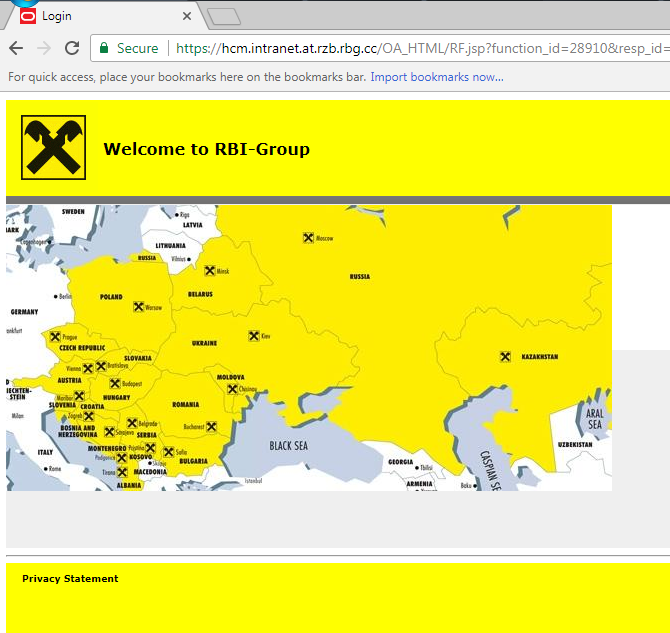 Login
Secure
https://hcm.intranet.at.rzb.rbg.cc/OA_HTML/RF.jsp?function_id=28910&resp_id=
For quick access, place your bookmarks here on the bookmarks bar. Import bookmarks now...
Welcome to RBI-Group
SWEDEN
Riga
LATVIA
Moscow
LITHUANIA
Vilnius
RUSSIA
Minsk
RUSSIA
Berlin
POLAND
BELARUS
Warsaw
GERMANY
Prague
CZECH REPUBLIC
UKRAINE
Kiev
SLOVAKIA
KAZAKHSTAN
Vienna
Bratislava
AUSTRIA
Budapest
MOLDOVA
Chisinau
HUNGARY
Maribor
SLOVENIA
CROATIA
ROMANIA
Milan
Zagreb
Belgrade
Bucharest
ARAL
SEA
BOSNIA AND
HERZEGOVINA
Sarajevo
SERBIA
BLACK SEA
UZBEKISTAN
ITALY
MONTENEGRO
Pristina
Sofia
Podgorica
KOSOVO
BULGARIA
GEORGIA
Tbilisi
CASPIAN SE
Rome
Tirana
Skopje
MACEDONIA
Istanbul
ALBANIA
ARMENIA
Baku
Privacy Statement